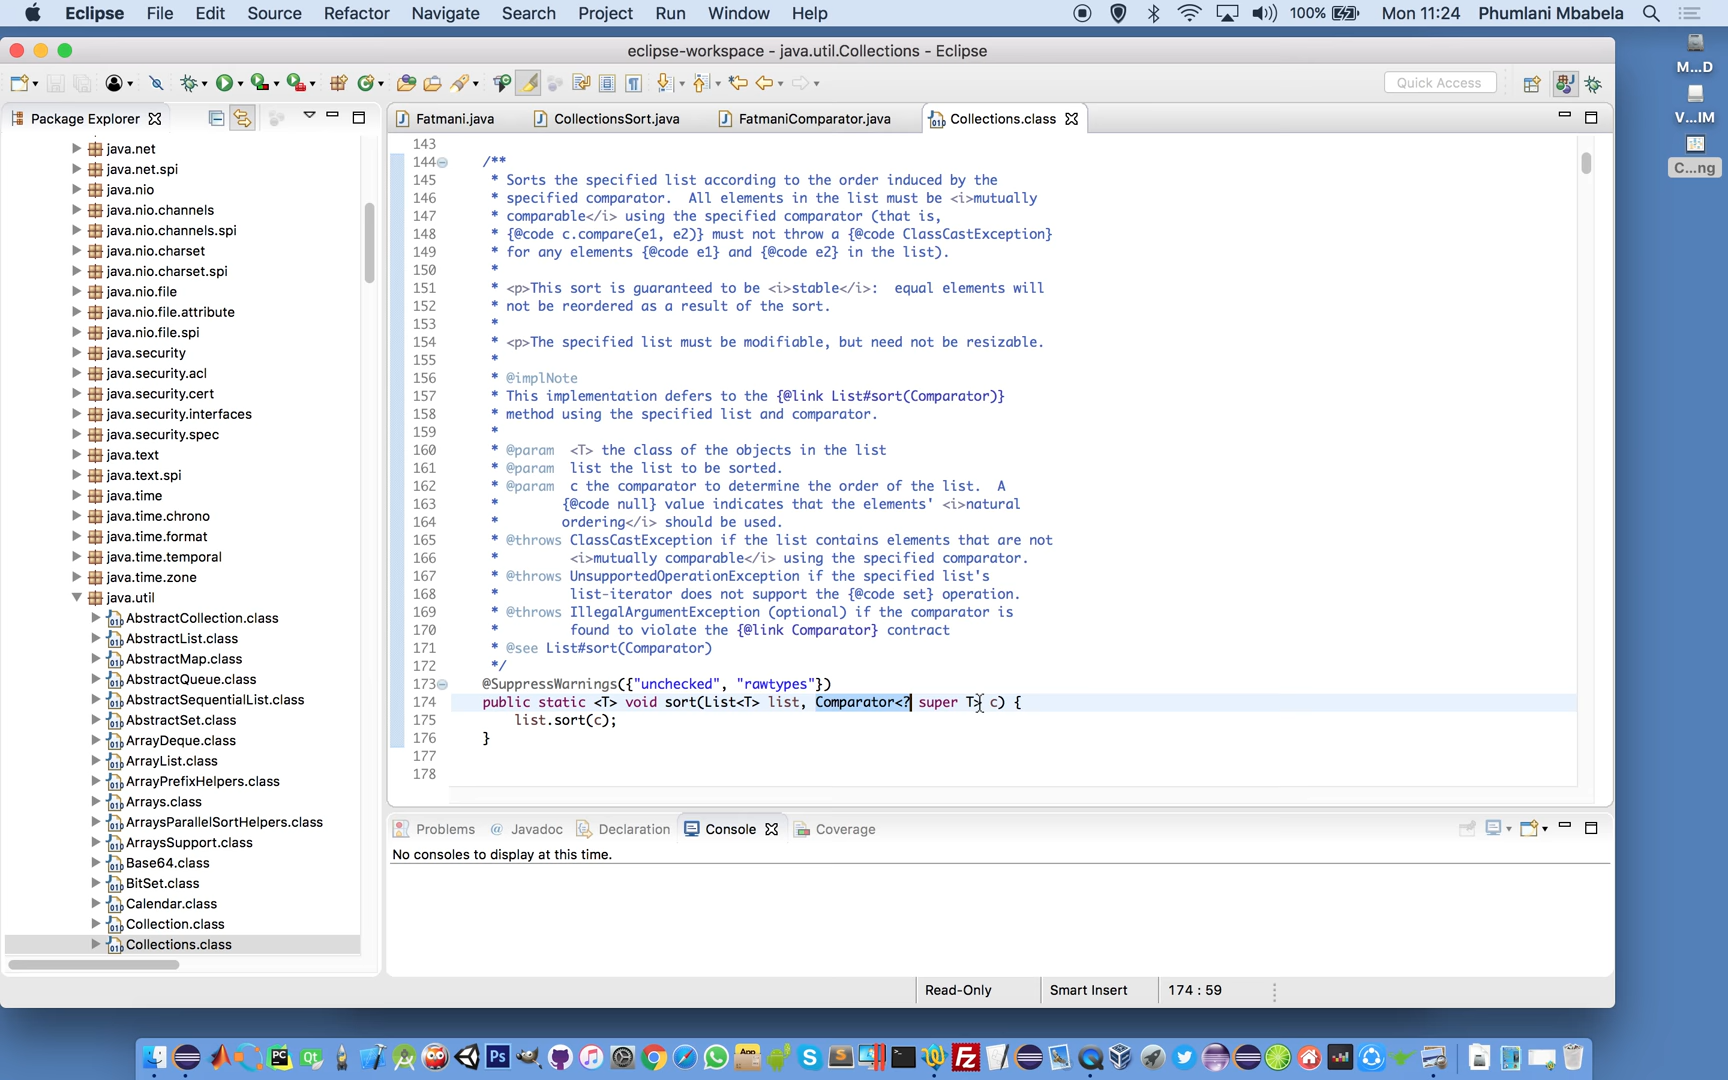 Eclipse File Edit Source Refactor Navigate Search Project Run Window Help 100% Mon 11:24 Phumlani Mbabela
eclipse-workspace - java.util.Collections - Eclipse
M...D
Quick Access
V...IM
C...ng
Package Explorer
Fatmani.java CollectionsSort.java FatmaniComparator.java Collections.class
java.net
java.net.spi
java.nio
java.nio.channels
java.nio.channels.spi
java.nio.charset
java.nio.charset.spi
java.nio.file
java.nio.file.attribute
java.nio.file.spi
java.security
java.security.acl
java.security.cert
java.security.interfaces
java.security.spec
java.text
java.text.spi
java.time
java.time.chrono
java.time.format
java.time.temporal
java.time.zone
java.util
AbstractCollection.class
AbstractList.class
AbstractMap.class
AbstractQueue.class
AbstractSequentialList.class
AbstractSet.class
ArrayDeque.class
ArrayList.class
ArrayPrefixHelpers.class
Arrays.class
ArraysParallelSortHelpers.class
ArraysSupport.class
Base64.class
BitSet.class
Calendar.class
Collection.class
Collections.class
143
144 /**
145 * Sorts the specified list according to the order induced by the
146 * specified comparator.  All elements in the list must be <i>mutually
147 * comparable</i> using the specified comparator (that is,
148 * {@code c.compare(e1, e2)} must not throw a {@code ClassCastException}
149 * for any elements {@code e1} and {@code e2} in the list).
150 *
151 * <p>This sort is guaranteed to be <i>stable</i>:  equal elements will
152 * not be reordered as a result of the sort.
153 *
154 * <p>The specified list must be modifiable, but need not be resizable.
155 *
156 * @implNote
157 * This implementation defers to the {@link List#sort(Comparator)}
158 * method using the specified list and comparator.
159 *
160 * @param  <T> the class of the objects in the list
161 * @param  list the list to be sorted.
162 * @param  c the comparator to determine the order of the list.  A
163 *        {@code null} value indicates that the elements' <i>natural
164 *        ordering</i> should be used.
165 * @throws ClassCastException if the list contains elements that are not
166 *         <i>mutually comparable</i> using the specified comparator.
167 * @throws UnsupportedOperationException if the specified list's
168 *         list-iterator does not support the {@code set} operation.
169 * @throws IllegalArgumentException (optional) if the comparator is
170 *         found to violate the {@link Comparator} contract
171 * @see List#sort(Comparator)
172 */
173 @SuppressWarnings({"unchecked", "rawtypes"})
174 public static <T> void sort(List<T> list, Comparator<? super T> c) {
175 list.sort(c);
176 }
177
178
Problems Javadoc Declaration Console Coverage
No consoles to display at this time.
Read-Only Smart Insert 174 : 59